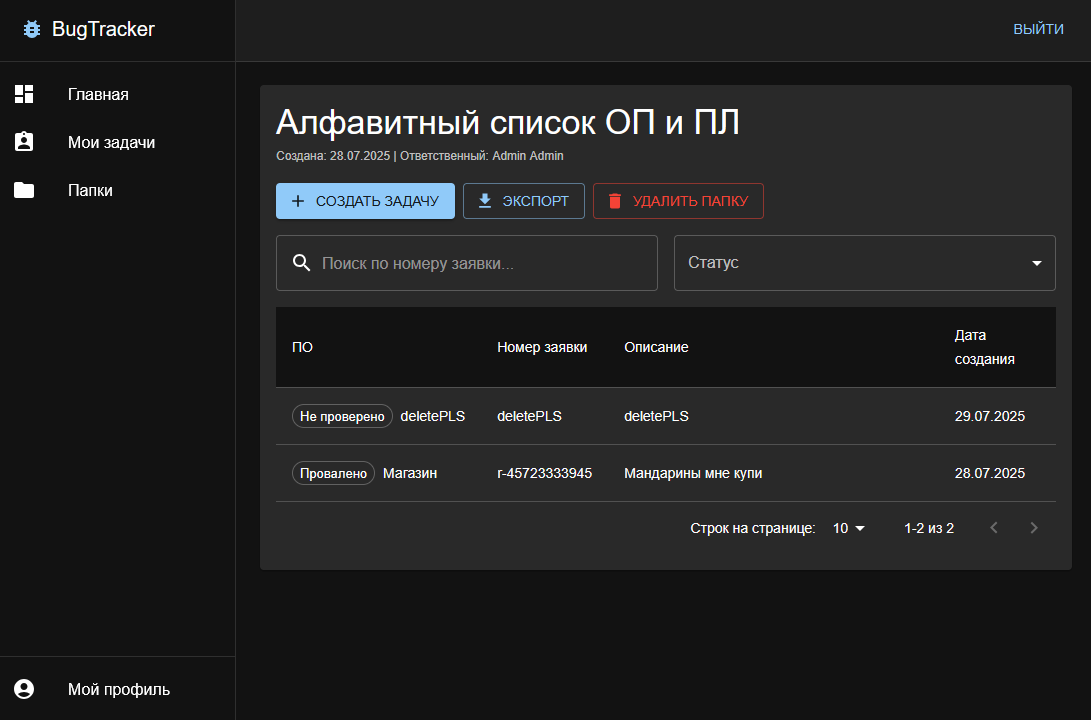 BugTracker
ВЫЙТИ
Главная
Мои задачи
Папки
Алфавитный список ОП и ПЛ
Создана: 28.07.2025 | Ответственный: Admin Admin
СОЗДАТЬ ЗАДАЧУ ЭКСПОРТ УДАЛИТЬ ПАПКУ
Поиск по номеру заявки... Статус
ПО Номер заявки Описание Дата создания
Не проверено deletePLS deletePLS deletePLS 29.07.2025
Провалено Магазин r-45723333945 Мандарины мне купи 28.07.2025
Строк на странице: 10 1-2 из 2
Мой профиль